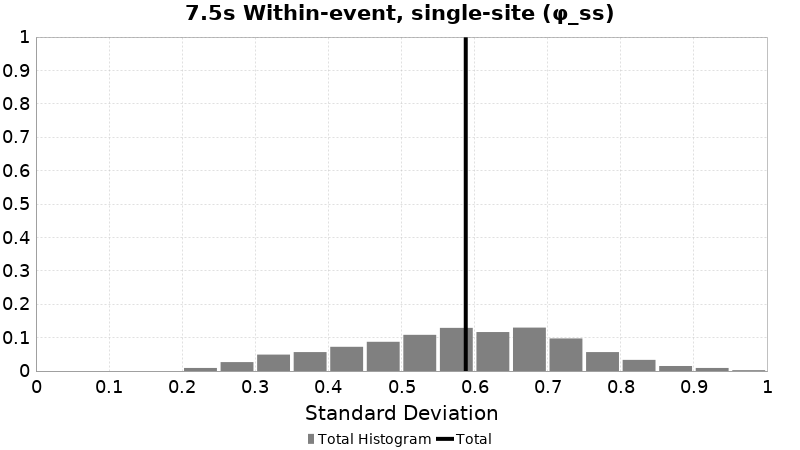 7.5s Within-event, single-site (φ_ss)
1
0.9
0.8
0.7
0.6
0.5
0.4
0.3
0.2
0.1
0
0 0.1 0.2 0.3 0.4 0.5 0.6 0.7 0.8 0.9 1
Standard Deviation
Total Histogram Total